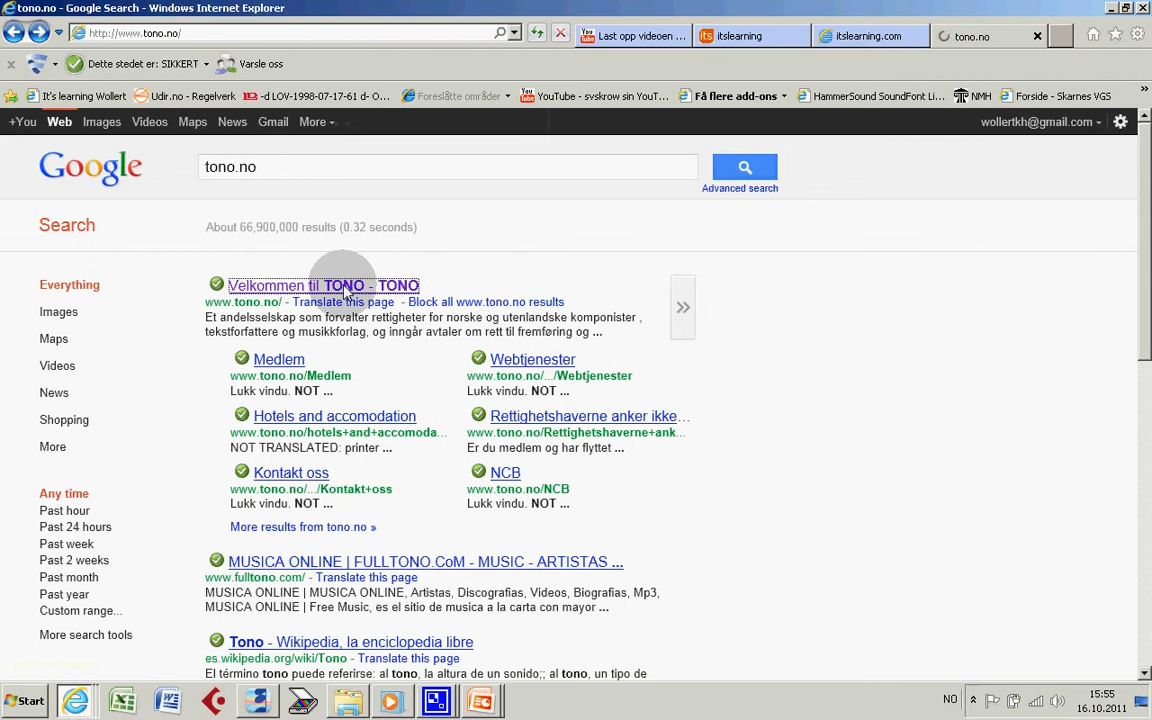 tono.no - Google Search - Windows Internet Explorer
http://www.tono.no/
Last opp videoen ...
itslearning
itslearning.com
tono.no
Dette stedet er: SIKKERT
Varsle oss
It's learning Wollert
Udir.no - Regelverk
-d LOV-1998-07-17-61 d- O...
Foreslåtte områder
YouTube - svskrow sin YouT...
Få flere add-ons
HammerSound SoundFont Li...
NMH
Forside - Skarnes VGS
+You Web Images Videos Maps News Gmail More
wollertkh@gmail.com
Google
tono.no
Advanced search
Search
About 66,900,000 results (0.32 seconds)
Everything
Images
Maps
Videos
News
Shopping
More
Any time
Past hour
Past 24 hours
Past week
Past 2 weeks
Past month
Past year
Custom range...
More search tools
Velkommen til TONO - TONO
www.tono.no/ - Translate this page - Block all www.tono.no results
Et andelsselskap som forvalter rettigheter for norske og utenlandske komponister ,
tekstforfattere og musikkforlag, og inngår avtaler om rett til fremføring og ...
Medlem
www.tono.no/Medlem
Lukk vindu. NOT ...
Webtjenester
www.tono.no/.../Webtjenester
Lukk vindu. NOT ...
Hotels and accomodation
www.tono.no/hotels+and+accomoda...
NOT TRANSLATED: printer ...
Rettighetshaverne anker ikke...
www.tono.no/Rettighetshaverne+ank...
Er du medlem og har flyttet ...
Kontakt oss
www.tono.no/.../Kontakt+oss
Lukk vindu. NOT ...
NCB
www.tono.no/NCB
Lukk vindu. NOT ...
More results from tono.no »
MUSICA ONLINE | FULLTONO.CoM - MUSIC - ARTISTAS ...
www.fulltono.com/ - Translate this page
MUSICA ONLINE | MUSICA ONLINE, Artistas, Discografias, Videos, Biografias, Mp3,
MUSICA ONLINE | Free Music, es el sitio de musica a la carta con mayor ...
Tono - Wikipedia, la enciclopedia libre
es.wikipedia.org/wiki/Tono - Translate this page
El término tono puede referirse: al tono, la altura de un sonido;; al tono, un tipo de
Start
NO
15:55
16.10.2011